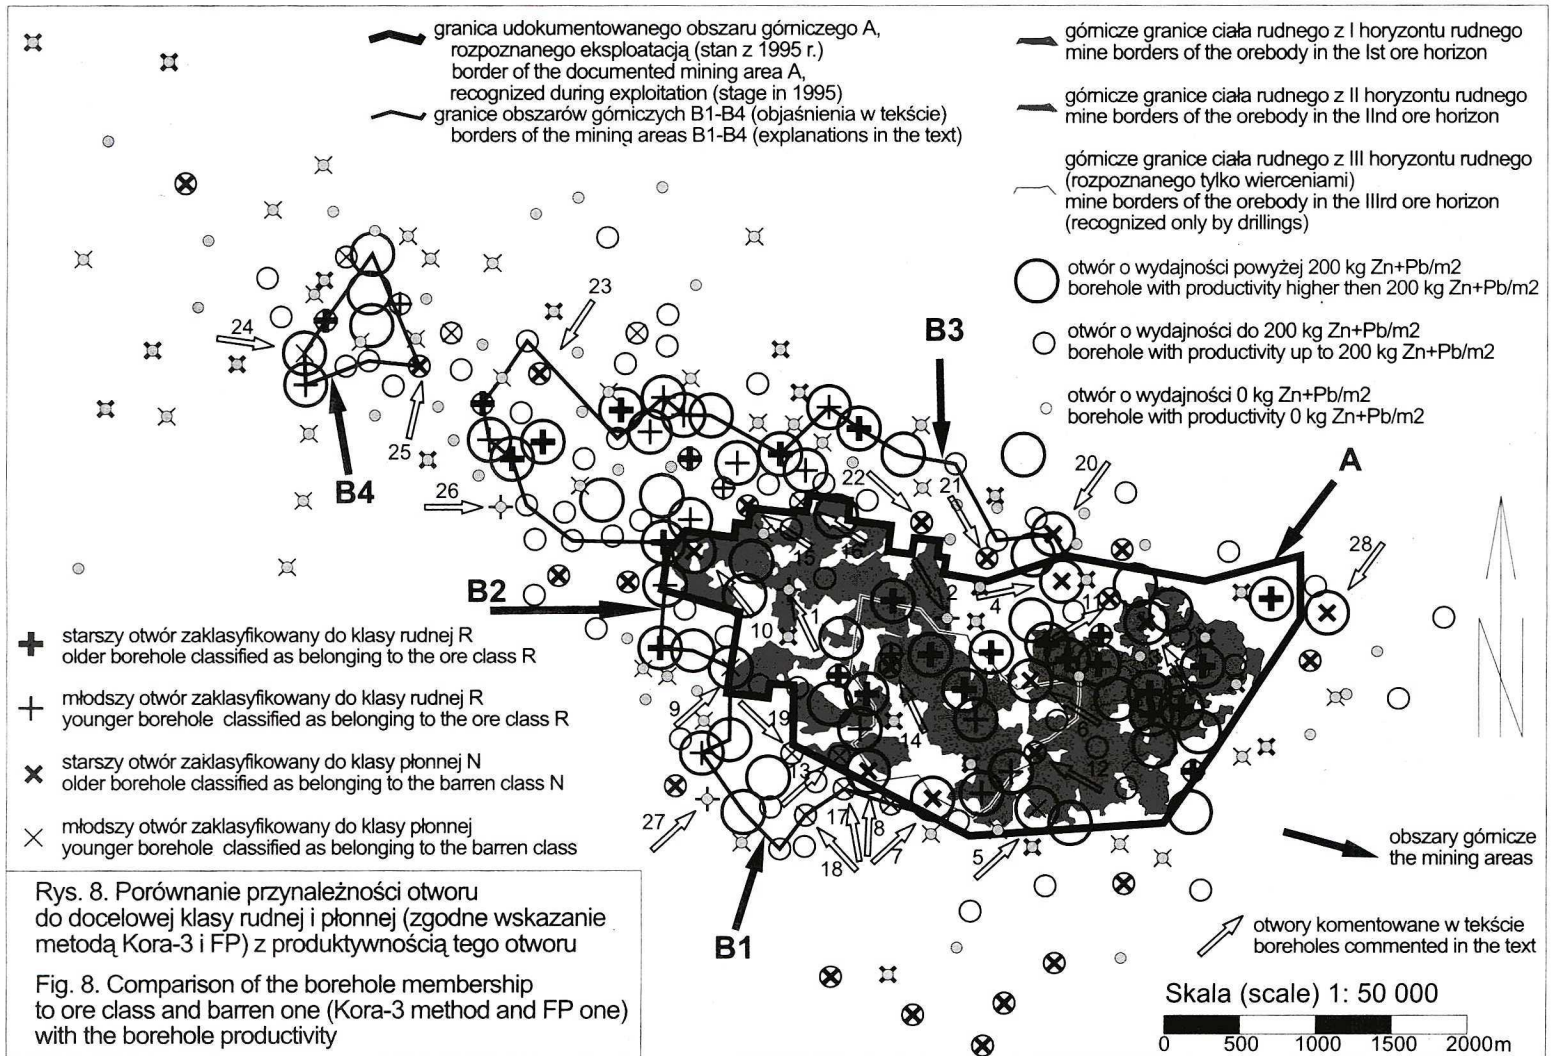 granica udokumentowanego obszaru górniczego A,
rozpoznanego eksploatacją (stan z 1995 r.)
border of the documented mining area A,
recognized during exploitation (stage in 1995)
granice obszarów górniczych B1-B4 (objaśnienia w tekście)
borders of the mining areas B1-B4 (explanations in the text)
górnicze granice ciała rudnego z I horyzontu rudnego
mine borders of the orebody in the Ist ore horizon
górnicze granice ciała rudnego z II horyzontu rudnego
mine borders of the orebody in the IInd ore horizon
górnicze granice ciała rudnego z III horyzontu rudnego
(rozpoznanego tylko wierceniami)
mine borders of the orebody in the IIIrd ore horizon
(recognized only by drillings)
otwór o wydajności powyżej 200 kg Zn+Pb/m2
borehole with productivity higher then 200 kg Zn+Pb/m2
otwór o wydajności do 200 kg Zn+Pb/m2
borehole with productivity up to 200 kg Zn+Pb/m2
otwór o wydajności 0 kg Zn+Pb/m2
borehole with productivity 0 kg Zn+Pb/m2
23
24
B3
25
B4
26
22
21
20
A
28
15
16
B2
10
1
2
4
11
9
19
14
6
13
12
27
17
8
7
18
5
B1
starszy otwór zaklasyfikowany do klasy rudnej R
older borehole classified as belonging to the ore class R
młodszy otwór zaklasyfikowany do klasy rudnej R
younger borehole classified as belonging to the ore class R
starszy otwór zaklasyfikowany do klasy płonnej N
older borehole classified as belonging to the barren class N
młodszy otwór zaklasyfikowany do klasy płonnej
younger borehole classified as belonging to the barren class
obszary górnicze
the mining areas
otwory komentowane w tekście
boreholes commented in the text
Rys. 8. Porównanie przynależności otworu
do docelowej klasy rudnej i płonnej (zgodne wskazanie
metodą Kora-3 i FP) z produktywnością tego otworu
Fig. 8. Comparison of the borehole membership
to ore class and barren one (Kora-3 method and FP one)
with the borehole productivity
Skala (scale) 1: 50 000
0 500 1000 1500 2000m